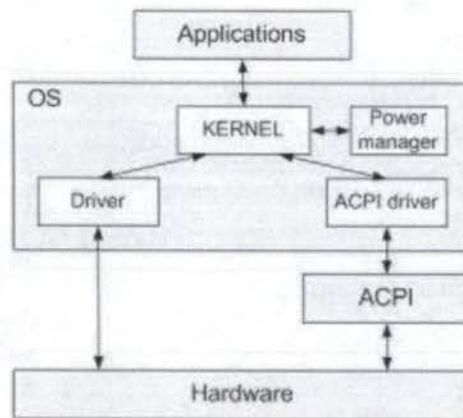 Applications
OS
KERNEL
Power
manager
Driver
ACPI driver
ACPI
Hardware